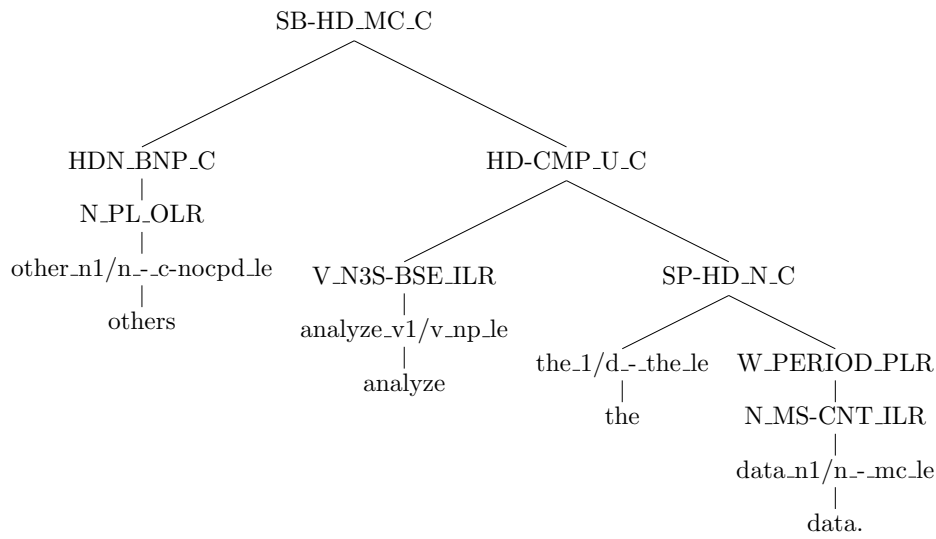 SB-HD_MC_C
HDN_BNP_C HD-CMP_U_C
N_PL_OLR
other_n1/n_-_c-nocpd_le V_N3S-BSE_ILR SP-HD_N_C
others analyze_v1/v_np_le
analyze the_1/d_-_the_le W_PERIOD_PLR
the N_MS-CNT_ILR
data_n1/n_-_mc_le
data.